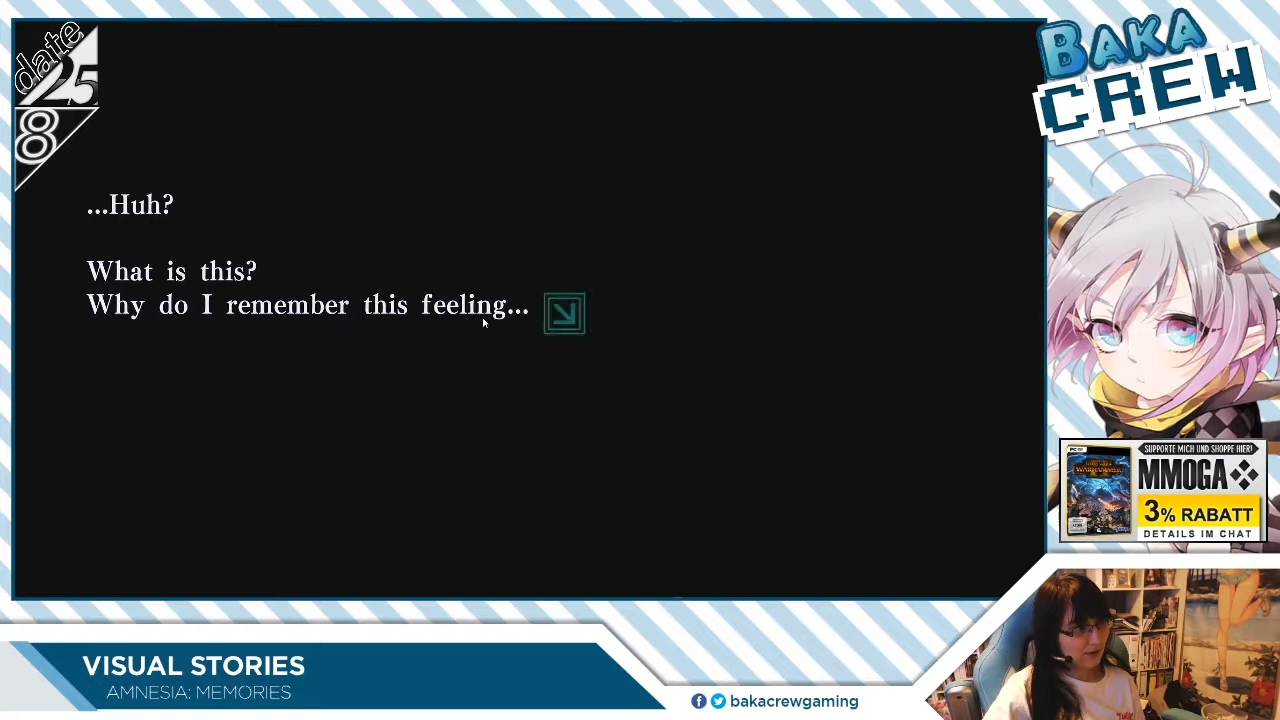 date
25
8
...Huh?
What is this?
Why do I remember this feeling...
BAKA
CREW
SUPPORTE MICH UND SHOPPE HIER!
MMOGA
3% RABATT
DETAILS IM CHAT
WARHAMMER
VISUAL STORIES
AMNESIA: MEMORIES
bakacrewgaming